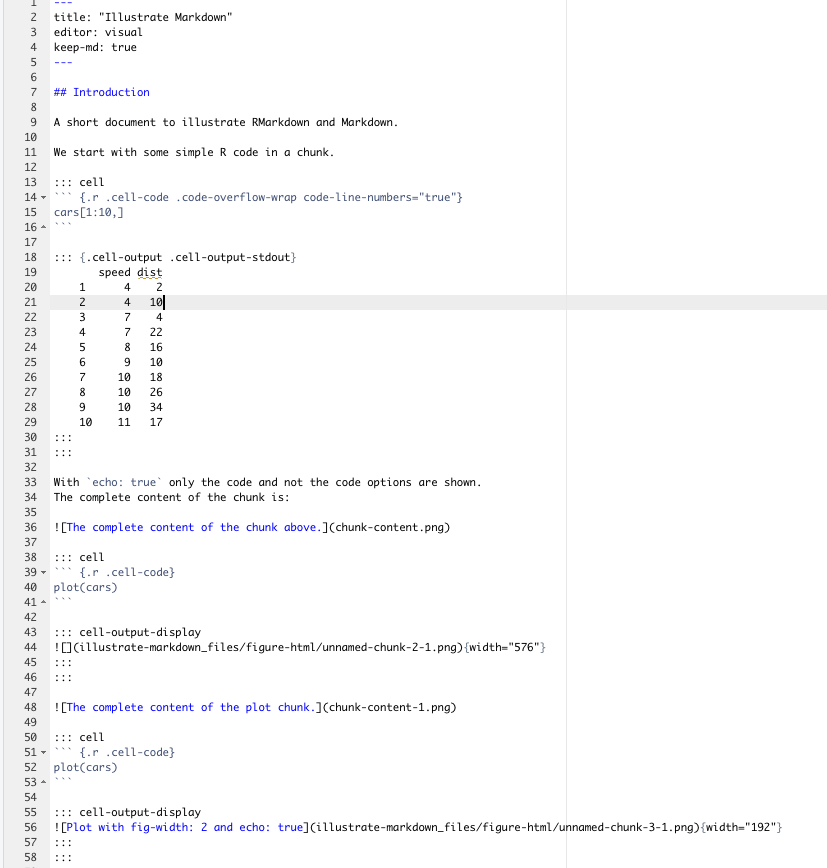 1 ---
2 title: "Illustrate Markdown"
3 editor: visual
4 keep-md: true
5 ---
6
7 ## Introduction
8
9 A short document to illustrate RMarkdown and Markdown.
10
11 We start with some simple R code in a chunk.
12
13 ::: cell
14 ``` {.r .cell-code .code-overflow-wrap code-line-numbers="true"}
15 cars[1:10,]
16 ```
17
18 ::: {.cell-output .cell-output-stdout}
19        speed dist
20     1      4    2
21     2      4   10
22     3      7    4
23     4      7   22
24     5      8   16
25     6      9   10
26     7     10   18
27     8     10   26
28     9     10   34
29     10    11   17
30 :::
31 :::
32
33 With `echo: true` only the code and not the code options are shown.
34 The complete content of the chunk is:
35
36 ![The complete content of the chunk above.](chunk-content.png)
37
38 ::: cell
39 ``` {.r .cell-code}
40 plot(cars)
41 ```
42
43 ::: cell-output-display
44 ![](illustrate-markdown_files/figure-html/unnamed-chunk-2-1.png){width="576"}
45 :::
46 :::
47
48 ![The complete content of the plot chunk.](chunk-content-1.png)
49
50 ::: cell
51 ``` {.r .cell-code}
52 plot(cars)
53 ```
54
55 ::: cell-output-display
56 ![Plot with fig-width: 2 and echo: true](illustrate-markdown_files/figure-html/unnamed-chunk-3-1.png){width="192"}
57 :::
58 :::